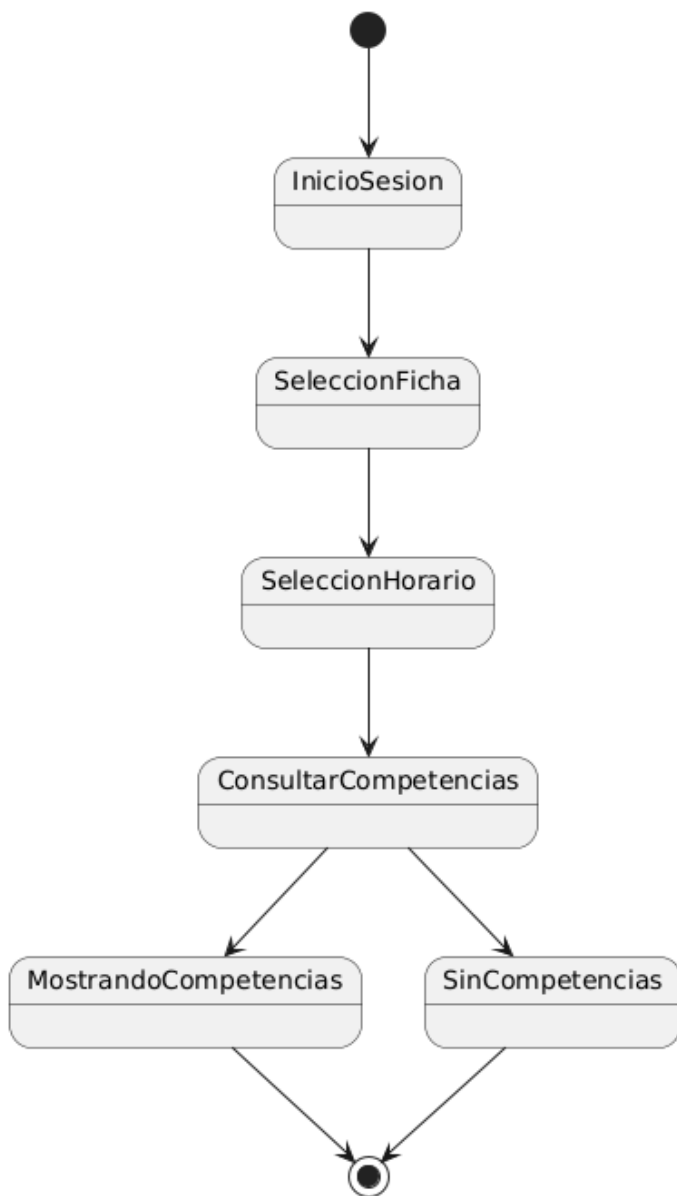 InicioSesion
SeleccionFicha
SeleccionHorario
ConsultarCompetencias
MostrandoCompetencias
SinCompetencias